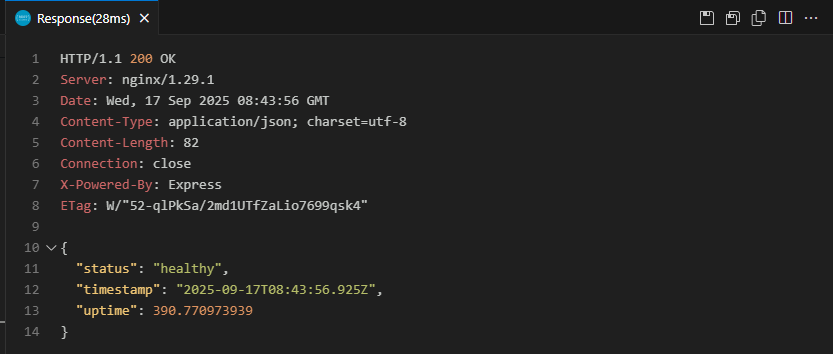 Response(28ms)
1 HTTP/1.1 200 OK
2 Server: nginx/1.29.1
3 Date: Wed, 17 Sep 2025 08:43:56 GMT
4 Content-Type: application/json; charset=utf-8
5 Content-Length: 82
6 Connection: close
7 X-Powered-By: Express
8 ETag: W/"52-qlPkSa/2md1UTfZaLio7699qsk4"
9
10 {
11 "status": "healthy",
12 "timestamp": "2025-09-17T08:43:56.925Z",
13 "uptime": 390.770973939
14 }